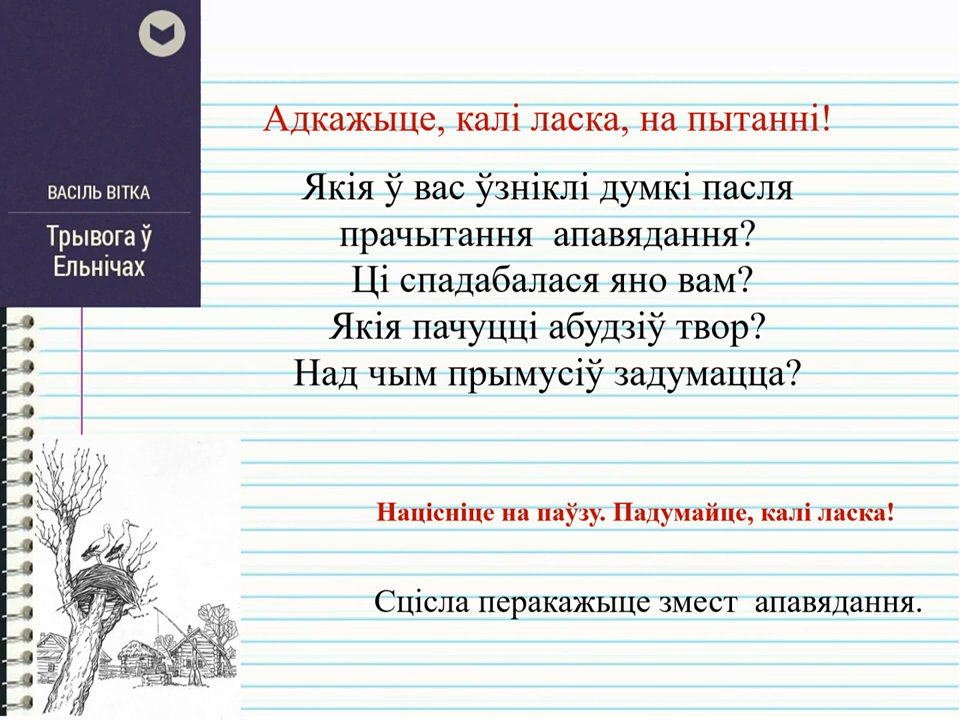 ВАСІЛЬ ВІТКА
Трывога ў
Ельнічах
Адкажыце, калі ласка, на пытанні!
Якія ў вас ўзніклі думкі пасля
прачытання апавядання?
Ці спадабалася яно вам?
Якія пачуцці абудзіў твор?
Над чым прымусіў задумацца?
Націсніце на паўзу. Падумайце, калі ласка!
Сцісла перакажыце змест апавядання.